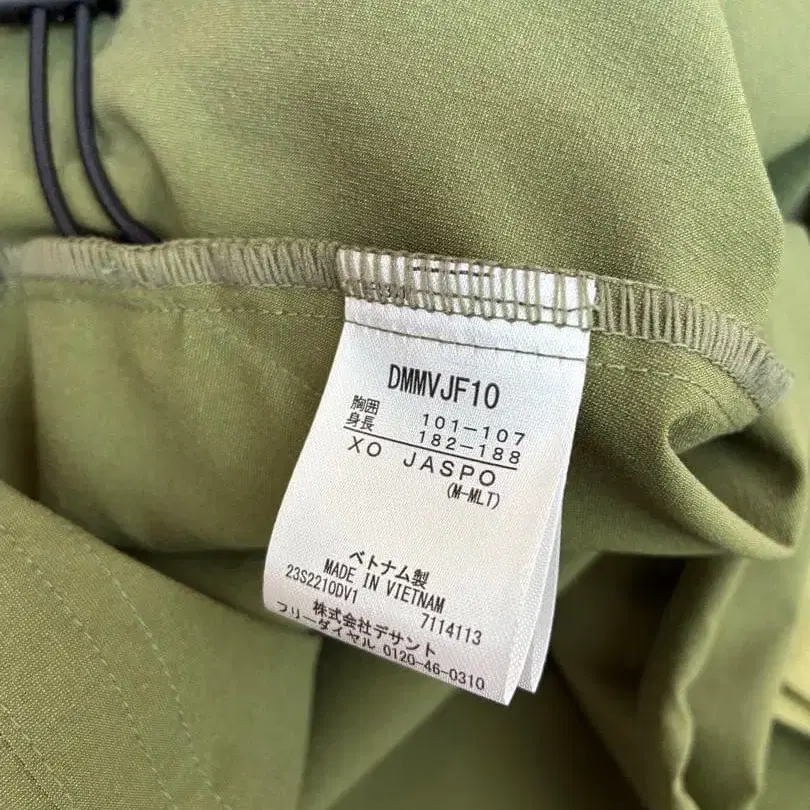 DMMVJF10
胸囲 101-107
身長 182-188
XO JASPO
(M-MLT)
ベトナム製
MADE IN VIETNAM
23S2210DV1 7114113
株式会社デサント
フリーダイヤル 0120-46-0310